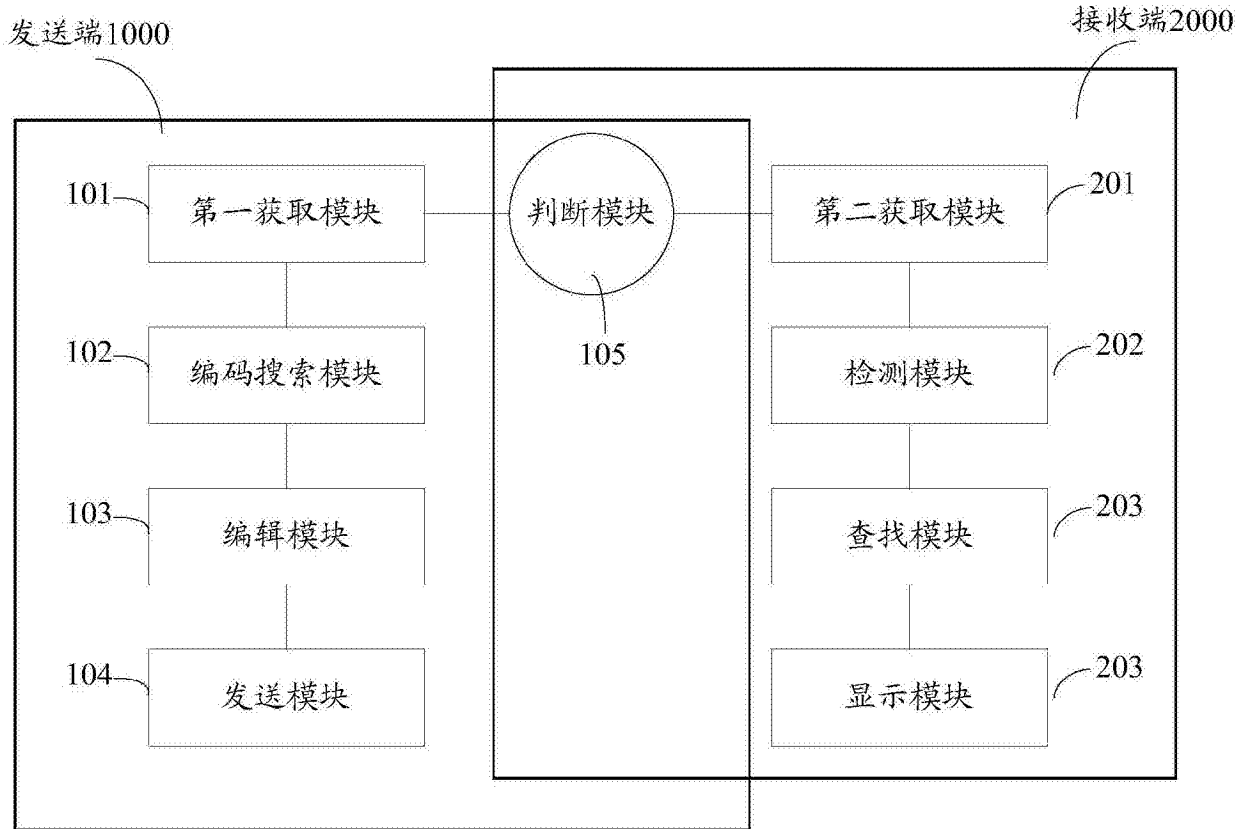 发送端1000
接收端2000
101
第一获取模块
判断模块
第二获取模块
201
105
102
编码搜索模块
检测模块
202
103
编辑模块
查找模块
203
104
发送模块
显示模块
203